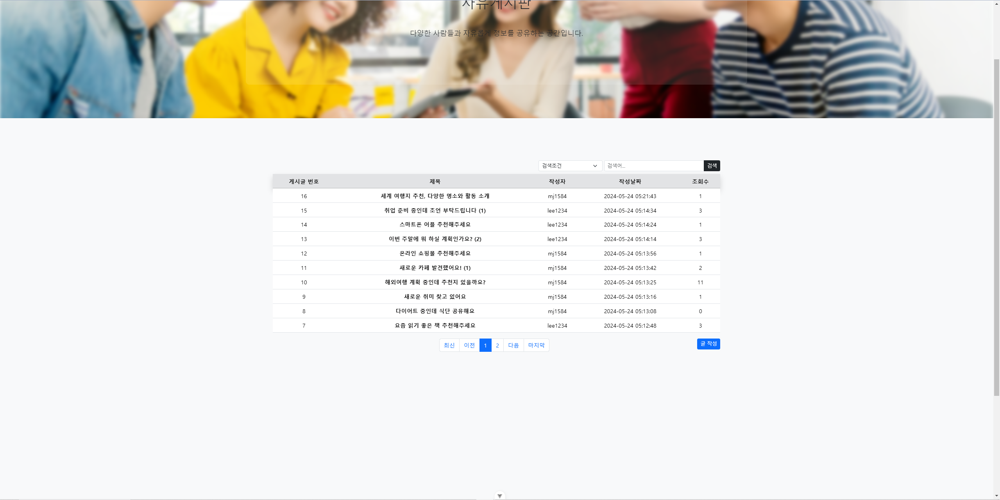 자유게시판
다양한 사람들과 자유롭게 정보를 공유하는 공간입니다.
검색조건 검색어... 검색
게시글 번호 제목 작성자 작성날짜 조회수
16 세계 여행지 추천, 다양한 명소와 활동 소개 mj1584 2024-05-24 05:21:43 1
15 취업 준비 중인데 조언 부탁드립니다 (1) lee1234 2024-05-24 05:14:34 3
14 스마트폰 어플 추천해주세요 lee1234 2024-05-24 05:14:24 1
13 이번 주말에 뭐 하실 계획인가요? (2) lee1234 2024-05-24 05:14:14 3
12 온라인 쇼핑몰 추천해주세요 mj1584 2024-05-24 05:13:56 1
11 새로운 카페 발견했어요! (1) mj1584 2024-05-24 05:13:42 2
10 해외여행 계획 중인데 추천지 있을까요? mj1584 2024-05-24 05:13:25 11
9 새로운 취미 찾고 있어요 mj1584 2024-05-24 05:13:16 1
8 다이어트 중인데 식단 공유해요 mj1584 2024-05-24 05:13:08 0
7 요즘 읽기 좋은 책 추천해주세요 lee1234 2024-05-24 05:12:48 3
최신 이전 1 2 다음 마지막 글 작성